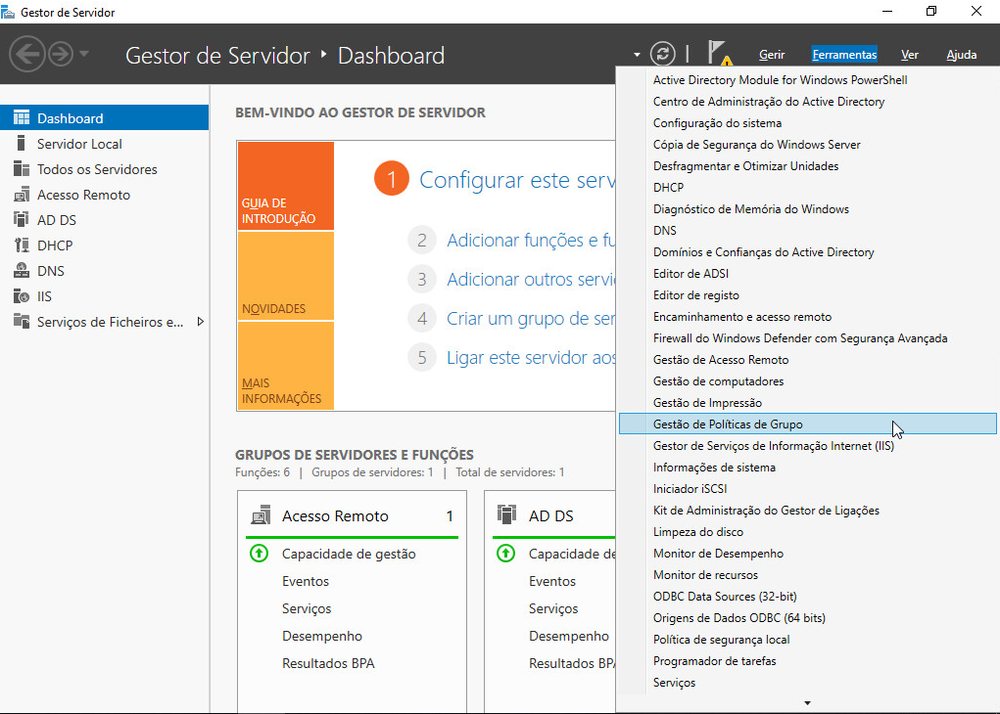 Gestor de Servidor
Gestor de Servidor ‣ Dashboard
Gerir
Ferramentas
Ver
Ajuda
Dashboard
Servidor Local
Todos os Servidores
Acesso Remoto
AD DS
DHCP
DNS
IIS
Serviços de Ficheiros e...
BEM-VINDO AO GESTOR DE SERVIDOR
GUIA DE
INTRODUÇÃO
NOVIDADES
MAIS
INFORMAÇÕES
1 Configurar este serv
2 Adicionar funções e fu
3 Adicionar outros servi
4 Criar um grupo de ser
5 Ligar este servidor aos
GRUPOS DE SERVIDORES E FUNÇÕES
Funções: 6 | Grupos de servidores: 1 | Total de servidores: 1
Acesso Remoto 1
Capacidade de gestão
Eventos
Serviços
Desempenho
Resultados BPA
AD DS
Capacidade de
Eventos
Serviços
Desempenho
Resultados BPA
Active Directory Module for Windows PowerShell
Centro de Administração do Active Directory
Configuração do sistema
Cópia de Segurança do Windows Server
Desfragmentar e Otimizar Unidades
DHCP
Diagnóstico de Memória do Windows
DNS
Domínios e Confianças do Active Directory
Editor de ADSI
Editor de registo
Encaminhamento e acesso remoto
Firewall do Windows Defender com Segurança Avançada
Gestão de Acesso Remoto
Gestão de computadores
Gestão de Impressão
Gestão de Políticas de Grupo
Gestor de Serviços de Informação Internet (IIS)
Informações de sistema
Iniciador iSCSI
Kit de Administração do Gestor de Ligações
Limpeza do disco
Monitor de Desempenho
Monitor de recursos
ODBC Data Sources (32-bit)
Origens de Dados ODBC (64 bits)
Política de segurança local
Programador de tarefas
Serviços